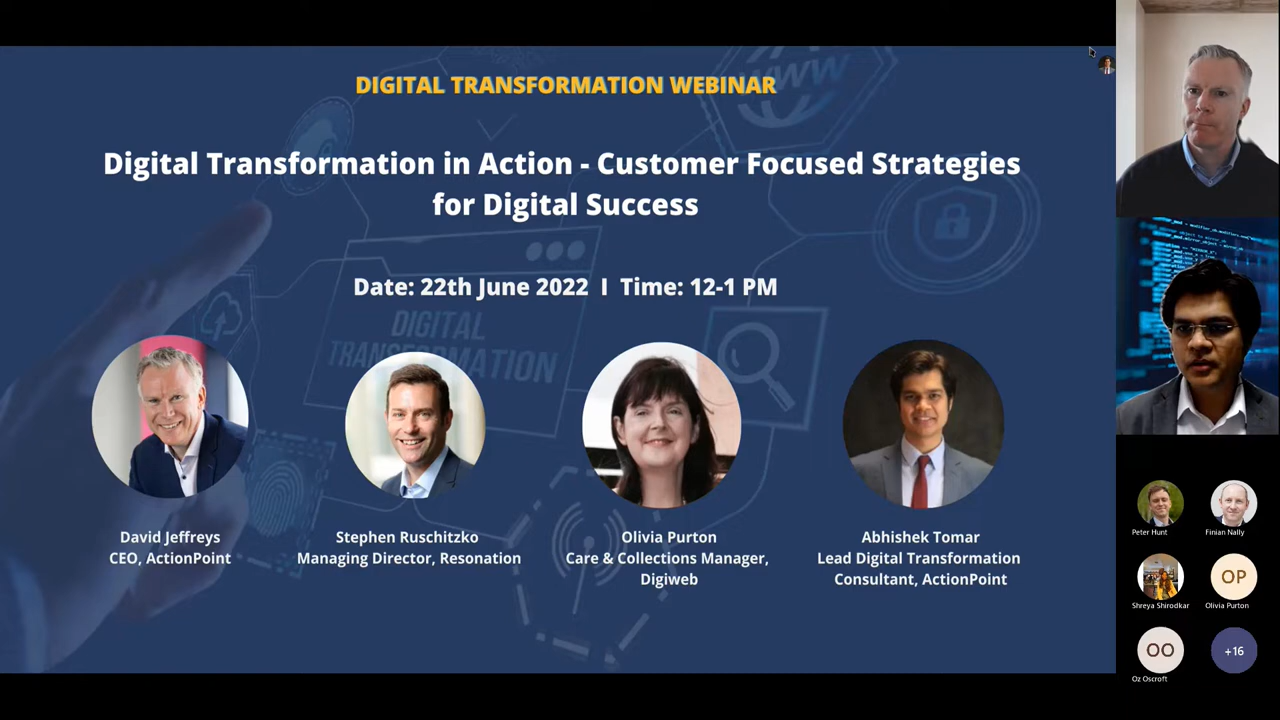 DIGITAL TRANSFORMATION WEBINAR
Digital Transformation in Action - Customer Focused Strategies
for Digital Success
Date: 22th June 2022 I Time: 12-1 PM
WWW
DIGITAL
TRANSFORMATION
David Jeffreys
CEO, ActionPoint
Stephen Ruschitzko
Managing Director, Resonation
Olivia Purton
Care & Collections Manager,
Digiweb
Abhishek Tomar
Lead Digital Transformation
Consultant, ActionPoint
Peter Hunt
Finian Nally
Shreya Shirodkar
OP
Olivia Purton
OO
Oz Oscroft
+16